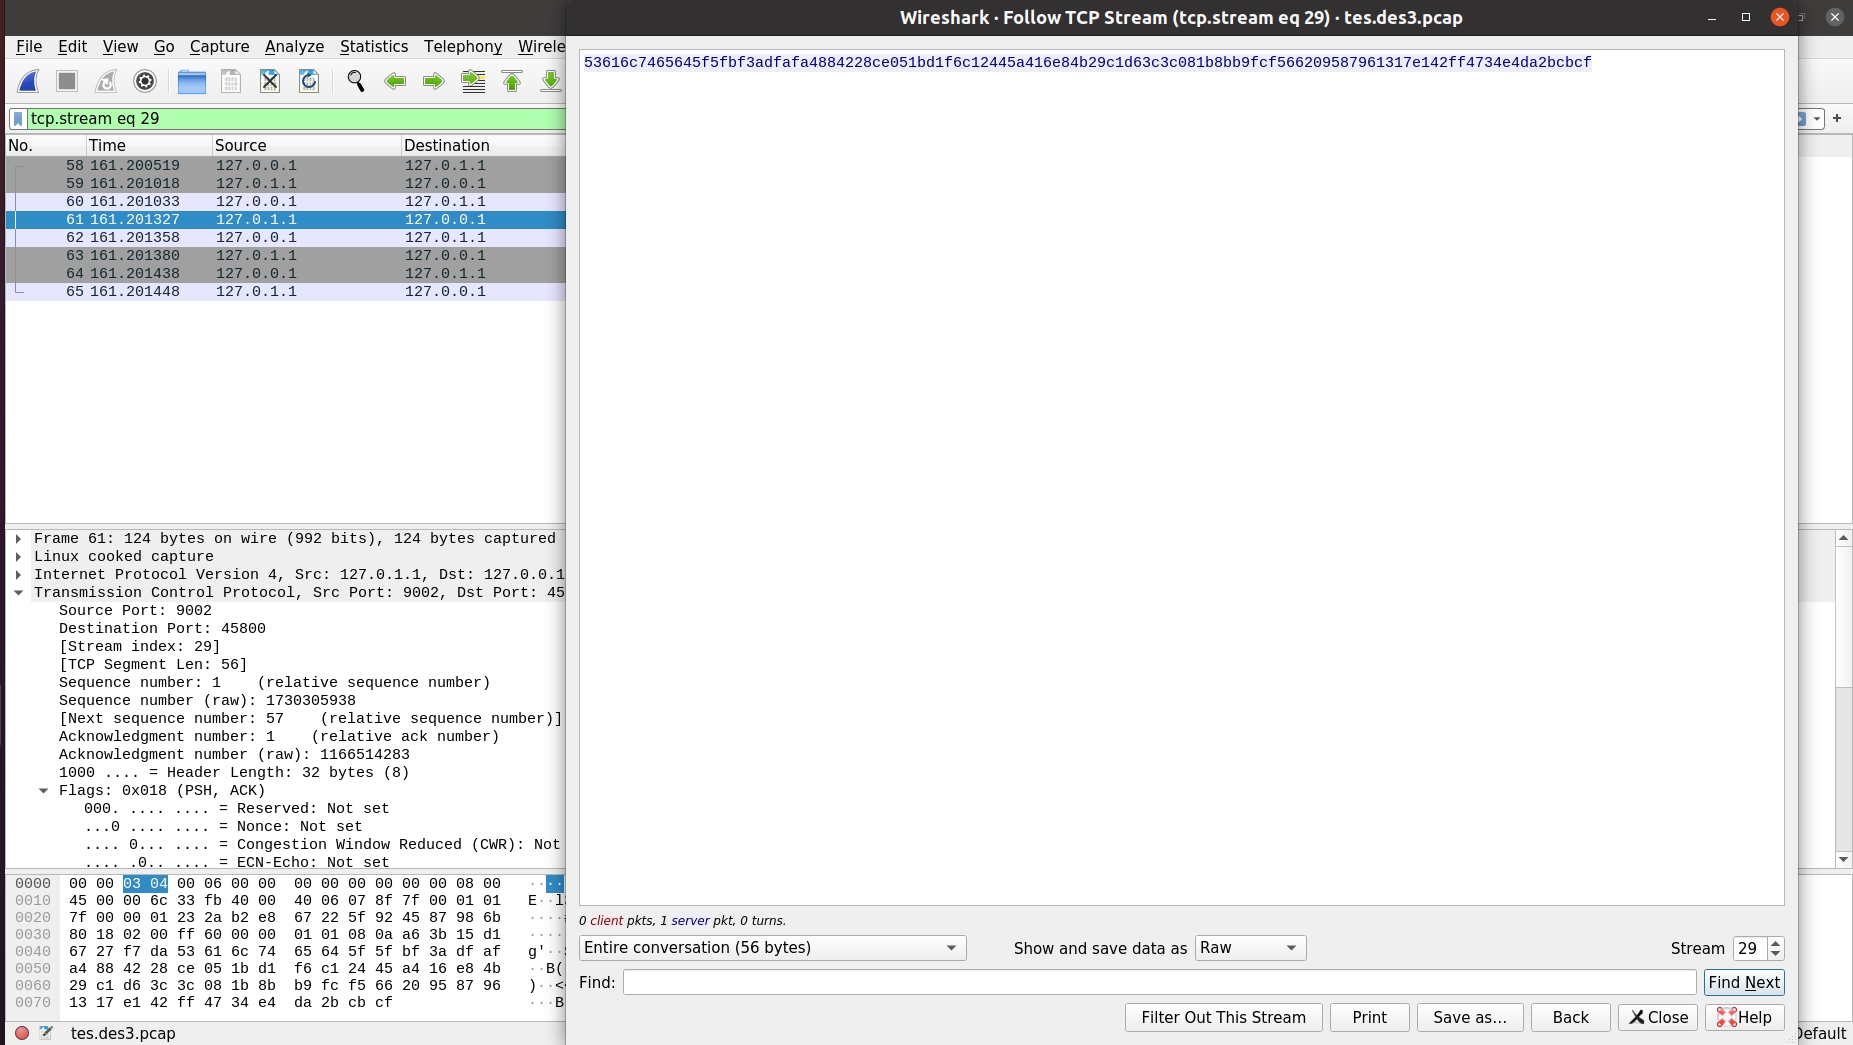 Wireshark · Follow TCP Stream (tcp.stream eq 29) · tes.des3.pcap
File Edit View Go Capture Analyze Statistics Telephony Wirele
tcp.stream eq 29
No. Time Source Destination
58 161.200519 127.0.0.1 127.0.1.1
59 161.201018 127.0.1.1 127.0.0.1
60 161.201033 127.0.0.1 127.0.1.1
61 161.201327 127.0.1.1 127.0.0.1
62 161.201358 127.0.0.1 127.0.1.1
63 161.201380 127.0.1.1 127.0.0.1
64 161.201438 127.0.0.1 127.0.1.1
65 161.201448 127.0.1.1 127.0.0.1
Frame 61: 124 bytes on wire (992 bits), 124 bytes captured
Linux cooked capture
Internet Protocol Version 4, Src: 127.0.1.1, Dst: 127.0.0.1
Transmission Control Protocol, Src Port: 9002, Dst Port: 45
Source Port: 9002
Destination Port: 45800
[Stream index: 29]
[TCP Segment Len: 56]
Sequence number: 1 (relative sequence number)
Sequence number (raw): 1730305938
[Next sequence number: 57 (relative sequence number)]
Acknowledgment number: 1 (relative ack number)
Acknowledgment number (raw): 1166514283
1000 .... = Header Length: 32 bytes (8)
Flags: 0x018 (PSH, ACK)
000. .... .... = Reserved: Not set
...0 .... .... = Nonce: Not set
.... 0... .... = Congestion Window Reduced (CWR): Not
.... .0.. .... = ECN-Echo: Not set
0000 00 00 03 04 00 06 00 00 00 00 00 00 00 00 08 00 ····
0010 45 00 00 6c 33 fb 40 00 40 06 07 8f 7f 00 01 01 E··l
0020 7f 00 00 01 23 2a b2 e8 67 22 5f 92 45 87 98 6b ····
0030 80 18 02 00 ff 60 00 00 01 01 08 0a a6 3b 15 d1 ····
0040 67 27 f7 da 53 61 6c 74 65 64 5f 5f bf 3a df af g'··
0050 a4 88 42 28 ce 05 1b d1 f6 c1 24 45 a4 16 e8 4b ··B(
0060 29 c1 d6 3c 3c 08 1b 8b b9 fc f5 66 20 95 87 96 )··<
0070 13 17 e1 42 ff 47 34 e4 da 2b cb cf ···B
tes.des3.pcap
53616c7465645f5fbf3adfafa4884228ce051bd1f6c12445a416e84b29c1d63c3c081b8bb9fcf566209587961317e142ff4734e4da2bcbcf
0 client pkts, 1 server pkt, 0 turns.
Entire conversation (56 bytes) Show and save data as Raw Stream 29
Find: Find Next
Filter Out This Stream Print Save as… Back Close Help
Default